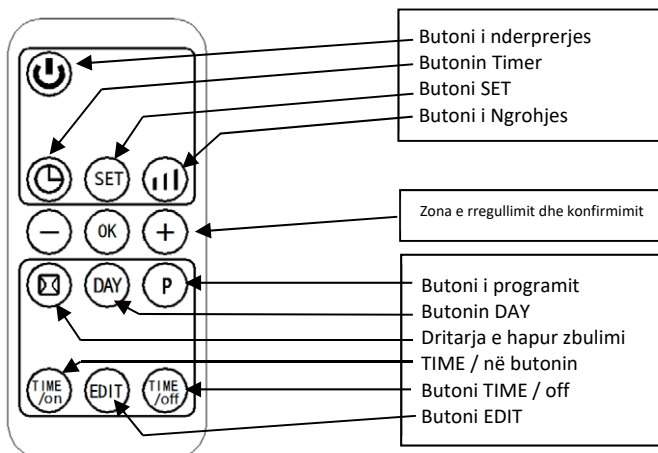 Butoni i nderprerjes
Butonin Timer
Butoni SET
Butoni i Ngrohjes
SET
OK
Zona e rregullimit dhe konfirmimit
DAY
P
Butoni i programit
Butonin DAY
Dritarja e hapur zbulimi
TIME / në butonin
Butoni TIME / off
Butoni EDIT
TIME
/on
EDIT
TIME
/off